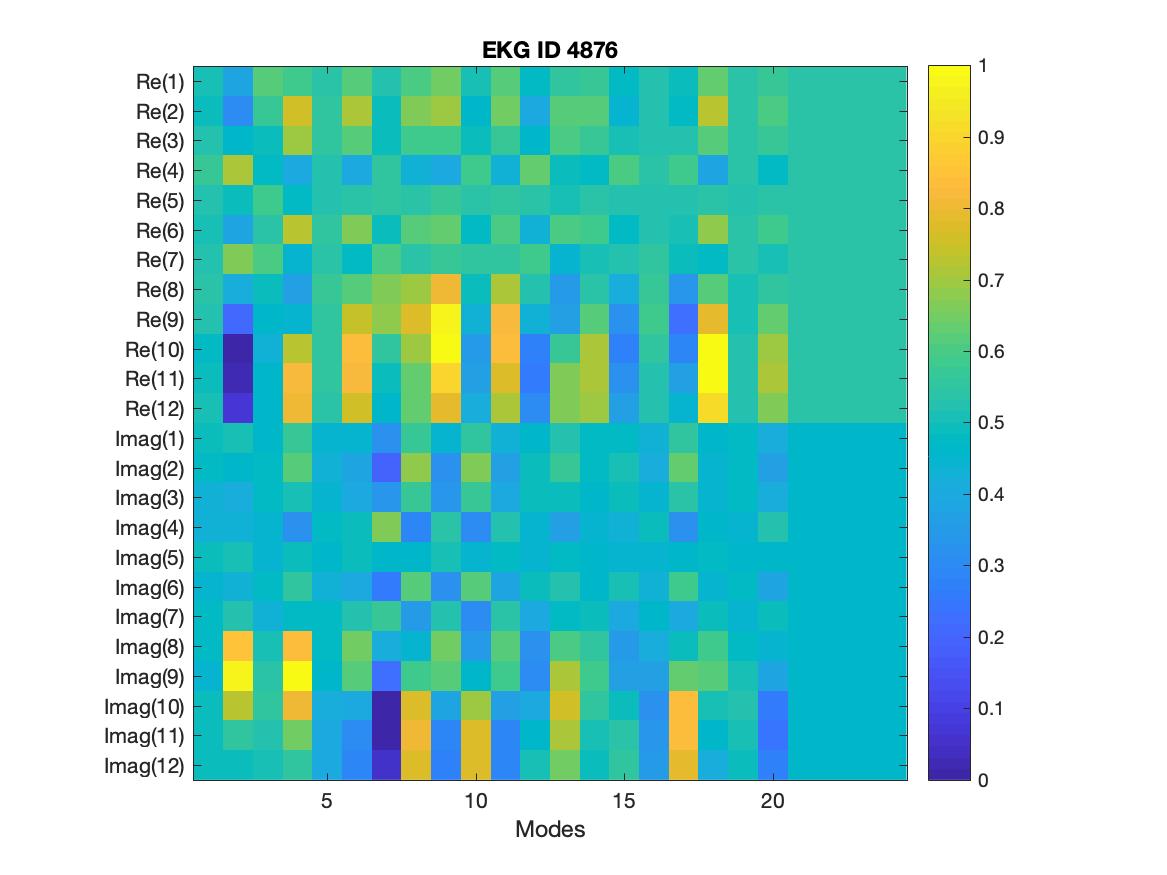 EKG ID 4876
Re(1)
Re(2)
Re(3)
Re(4)
Re(5)
Re(6)
Re(7)
Re(8)
Re(9)
Re(10)
Re(11)
Re(12)
Imag(1)
Imag(2)
Imag(3)
Imag(4)
Imag(5)
Imag(6)
Imag(7)
Imag(8)
Imag(9)
Imag(10)
Imag(11)
Imag(12)
5 10 15 20
Modes
1
0.9
0.8
0.7
0.6
0.5
0.4
0.3
0.2
0.1
0